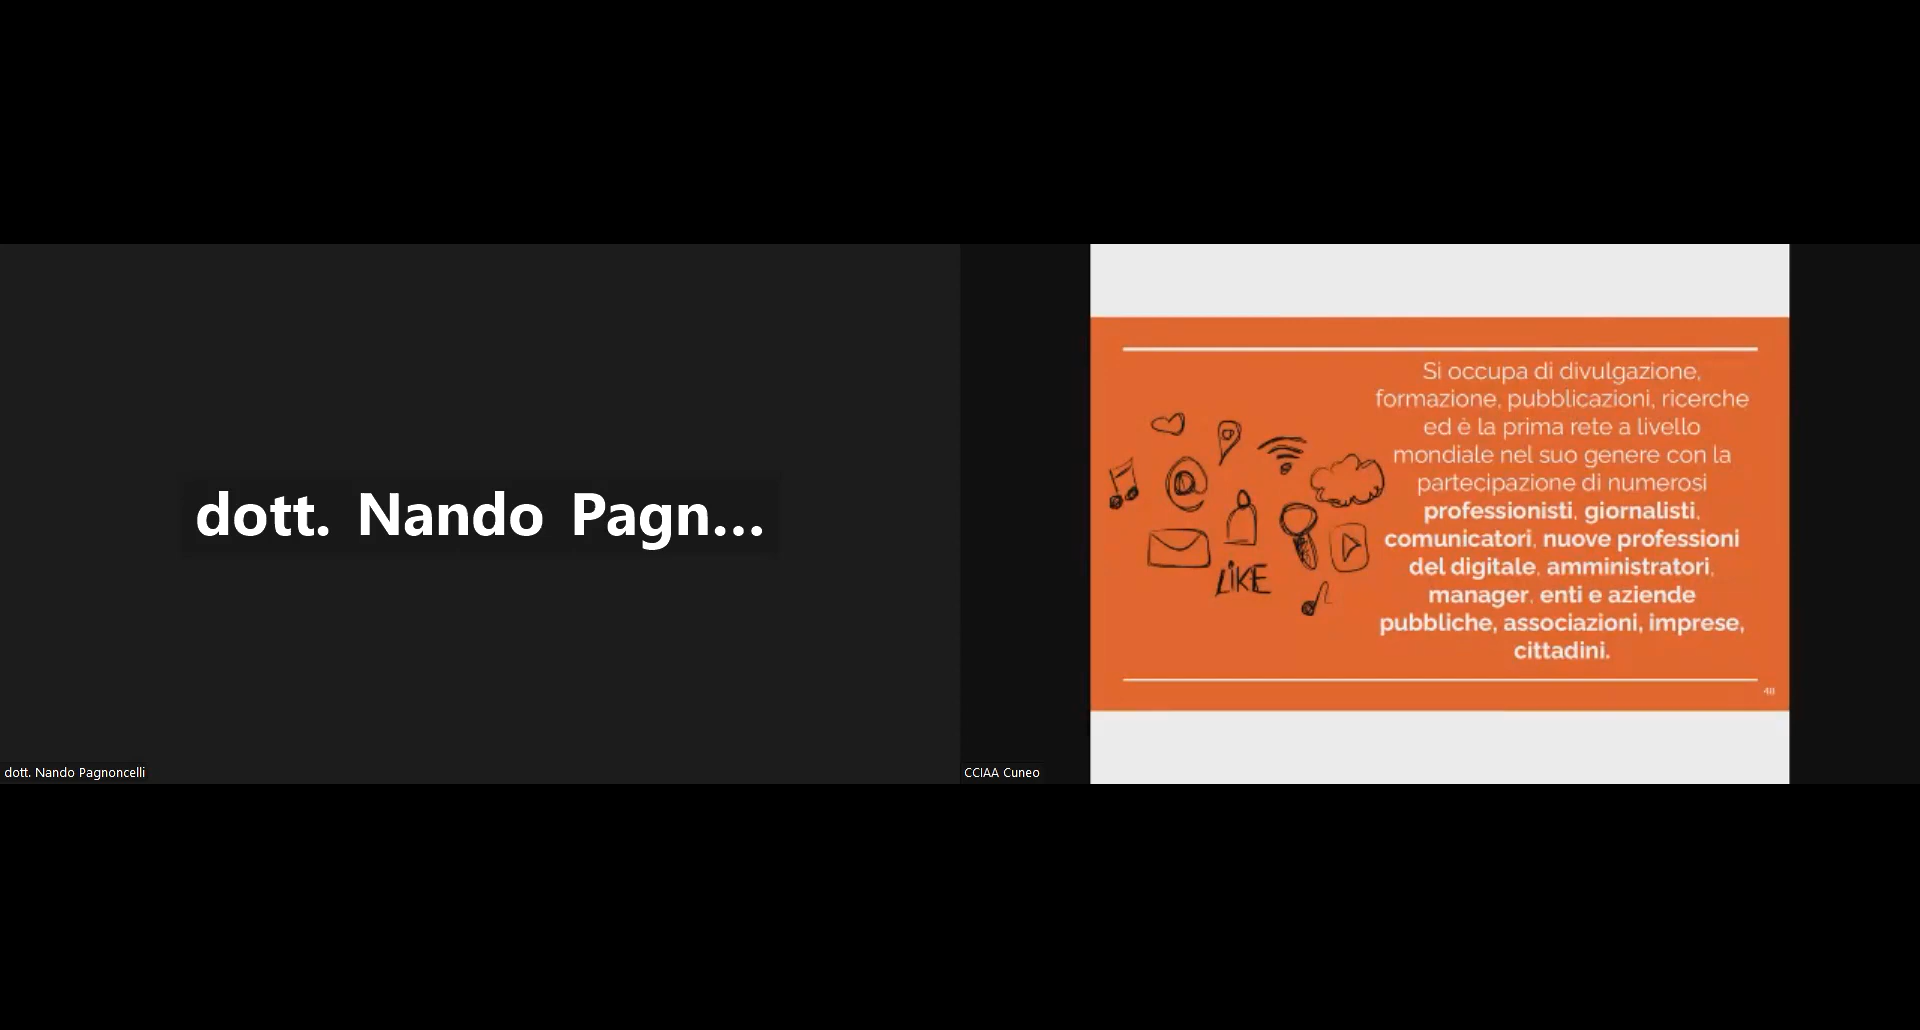 dott. Nando Pagn...
dott. Nando Pagnoncelli
Si occupa di divulgazione,
formazione, pubblicazioni, ricerche
ed è la prima rete a livello
mondiale nel suo genere con la
partecipazione di numerosi
professionisti, giornalisti,
comunicatori, nuove professioni
del digitale, amministratori,
manager, enti e aziende
pubbliche, associazioni, imprese,
cittadini.
LiKE
CCIAA Cuneo